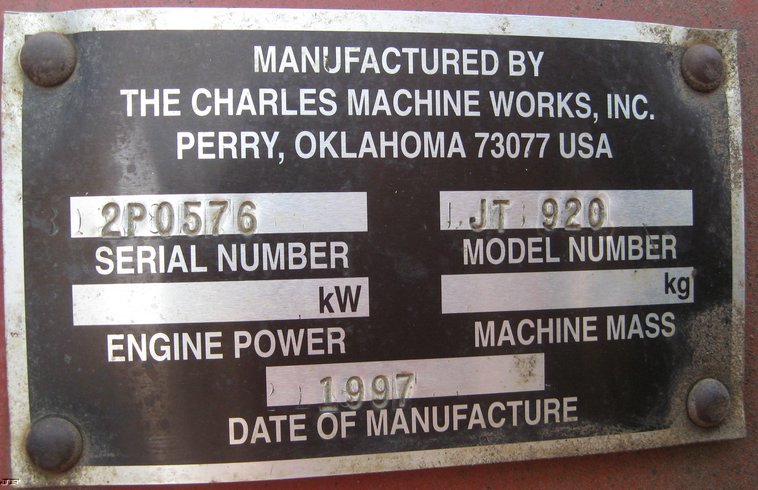 MANUFACTURED BY
THE CHARLES MACHINE WORKS, INC.
PERRY, OKLAHOMA 73077 USA
2P0576 JT 920
SERIAL NUMBER MODEL NUMBER
kW kg
ENGINE POWER MACHINE MASS
1997
DATE OF MANUFACTURE